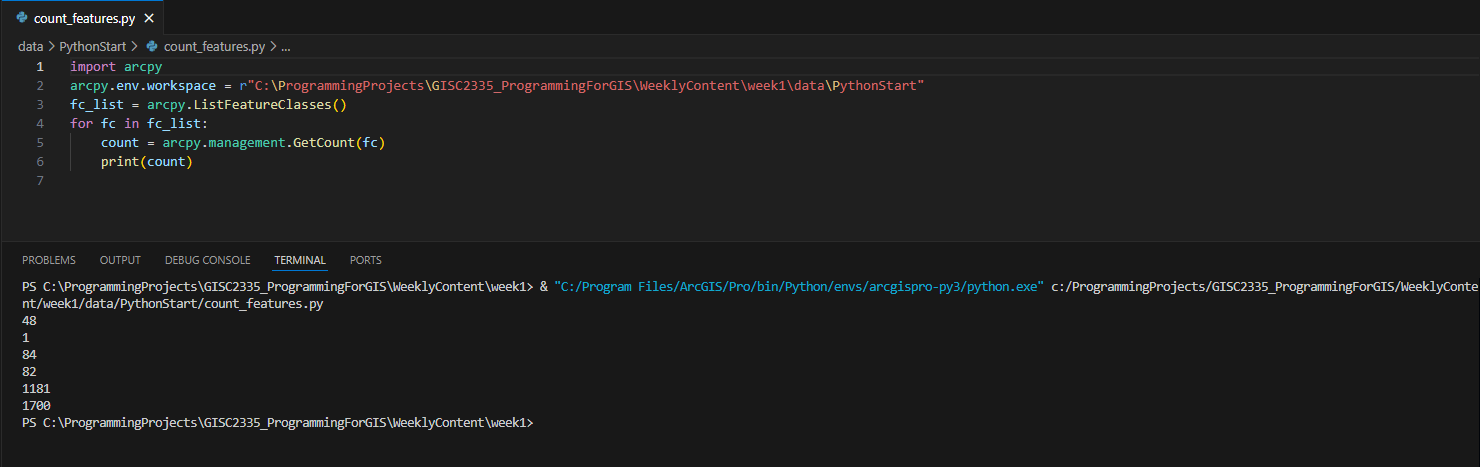 count_features.py ×
data > PythonStart > count_features.py > ...
1 import arcpy
2 arcpy.env.workspace = r"C:\ProgrammingProjects\GISC2335_ProgrammingForGIS\WeeklyContent\week1\data\PythonStart"
3 fc_list = arcpy.ListFeatureClasses()
4 for fc in fc_list:
5     count = arcpy.management.GetCount(fc)
6     print(count)
7
PROBLEMS OUTPUT DEBUG CONSOLE TERMINAL PORTS
PS C:\ProgrammingProjects\GISC2335_ProgrammingForGIS\WeeklyContent\week1> & "C:/Program Files/ArcGIS/Pro/bin/Python/envs/arcgispro-py3/python.exe" c:/ProgrammingProjects/GISC2335_ProgrammingForGIS/WeeklyConte
nt/week1/data/PythonStart/count_features.py
48
1
84
82
1181
1700
PS C:\ProgrammingProjects\GISC2335_ProgrammingForGIS\WeeklyContent\week1>